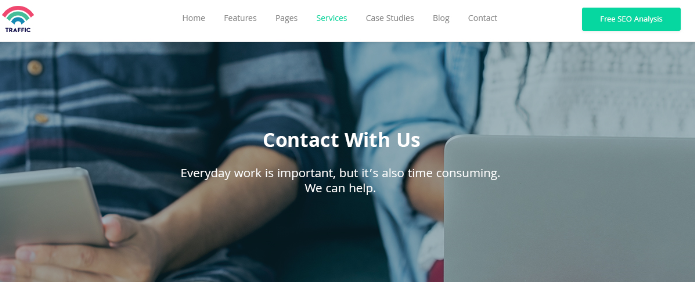 TRAFFIC
Home Features Pages Services Case Studies Blog Contact
Free SEO Analysis
Contact With Us
Everyday work is important, but it's also time consuming.
We can help.